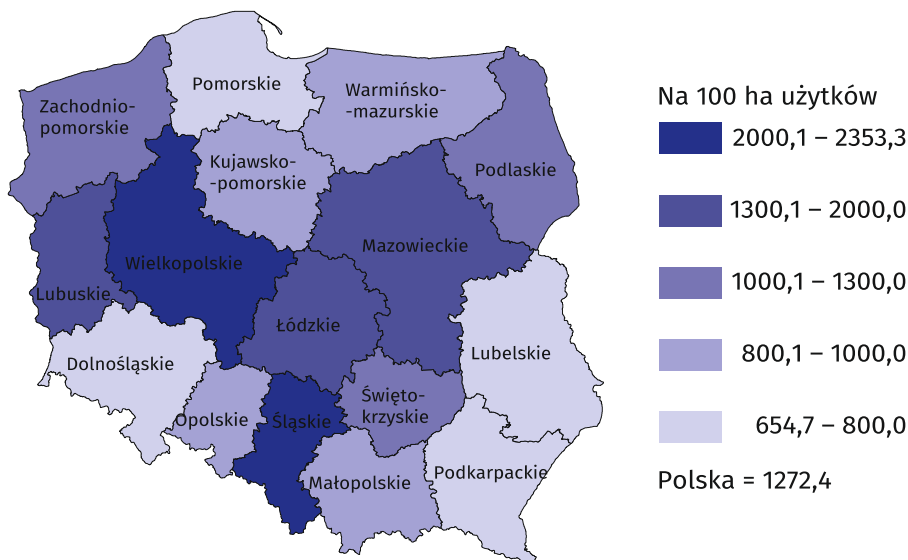 Pomorskie
Warmińsko-
-mazurskie
Zachodnio-
pomorskie
Kujawsko-
-pomorskie
Podlaskie
Mazowieckie
Wielkopolskie
Lubuskie
Łódzkie
Lubelskie
Dolnośląskie
Święto-
krzyskie
Opolskie
Śląskie
Podkarpackie
Małopolskie
Na 100 ha użytków
2000,1 – 2353,3
1300,1 – 2000,0
1000,1 – 1300,0
800,1 – 1000,0
654,7 – 800,0
Polska = 1272,4